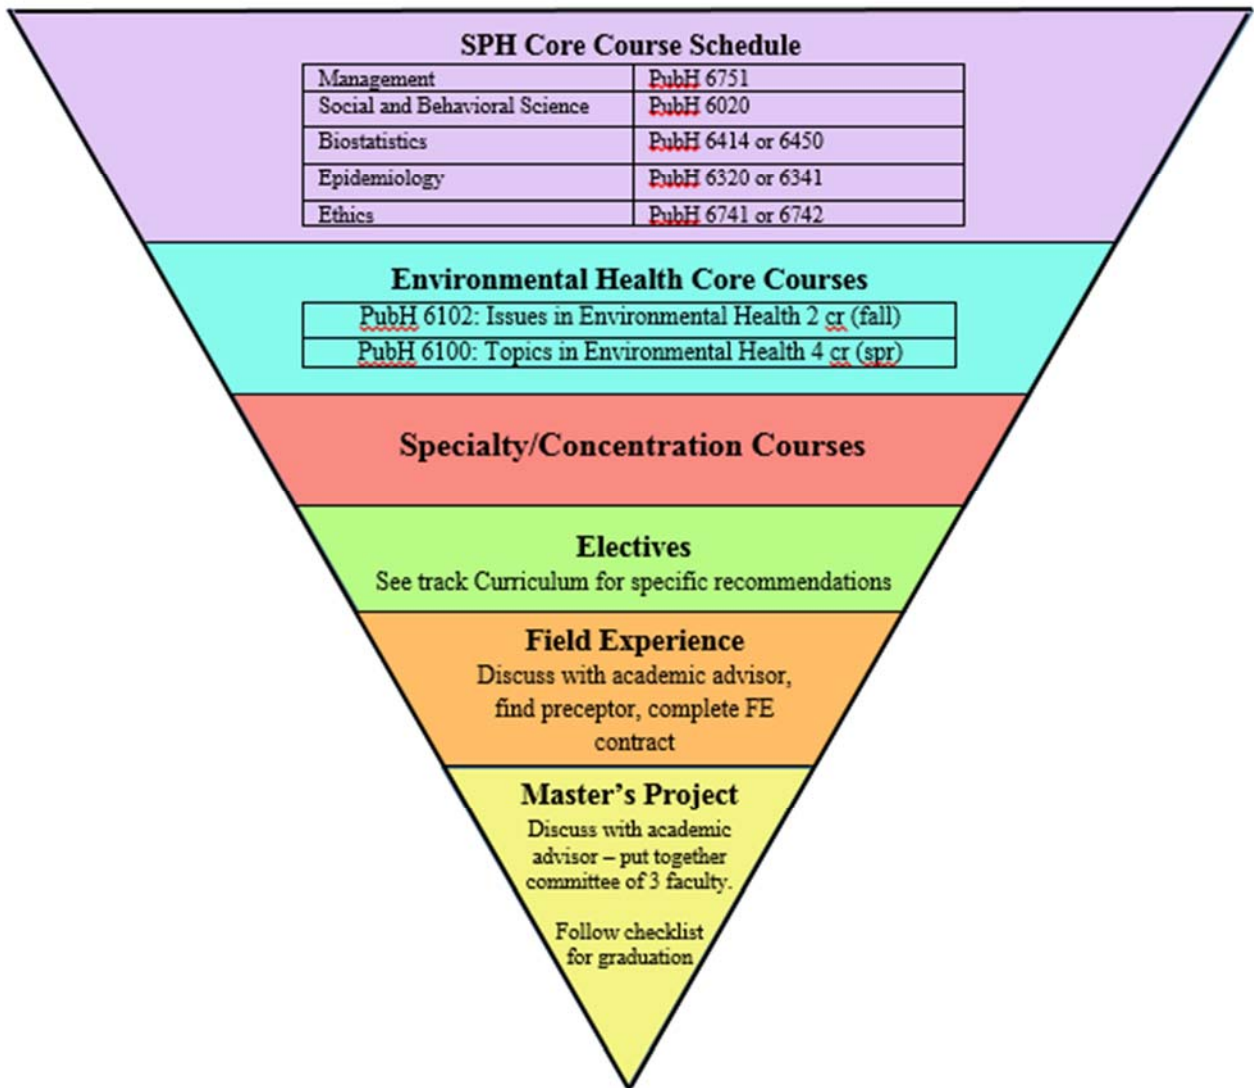 SPH Core Course Schedule
Management PubH 6751
Social and Behavioral Science PubH 6020
Biostatistics PubH 6414 or 6450
Epidemiology PubH 6320 or 6341
Ethics PubH 6741 or 6742
Environmental Health Core Courses
PubH 6102: Issues in Environmental Health 2 cr (fall)
PubH 6100: Topics in Environmental Health 4 cr (spr)
Specialty/Concentration Courses
Electives
See track Curriculum for specific recommendations
Field Experience
Discuss with academic advisor,
find preceptor, complete FE
contract
Master’s Project
Discuss with academic
advisor – put together
committee of 3 faculty.
Follow checklist
for graduation